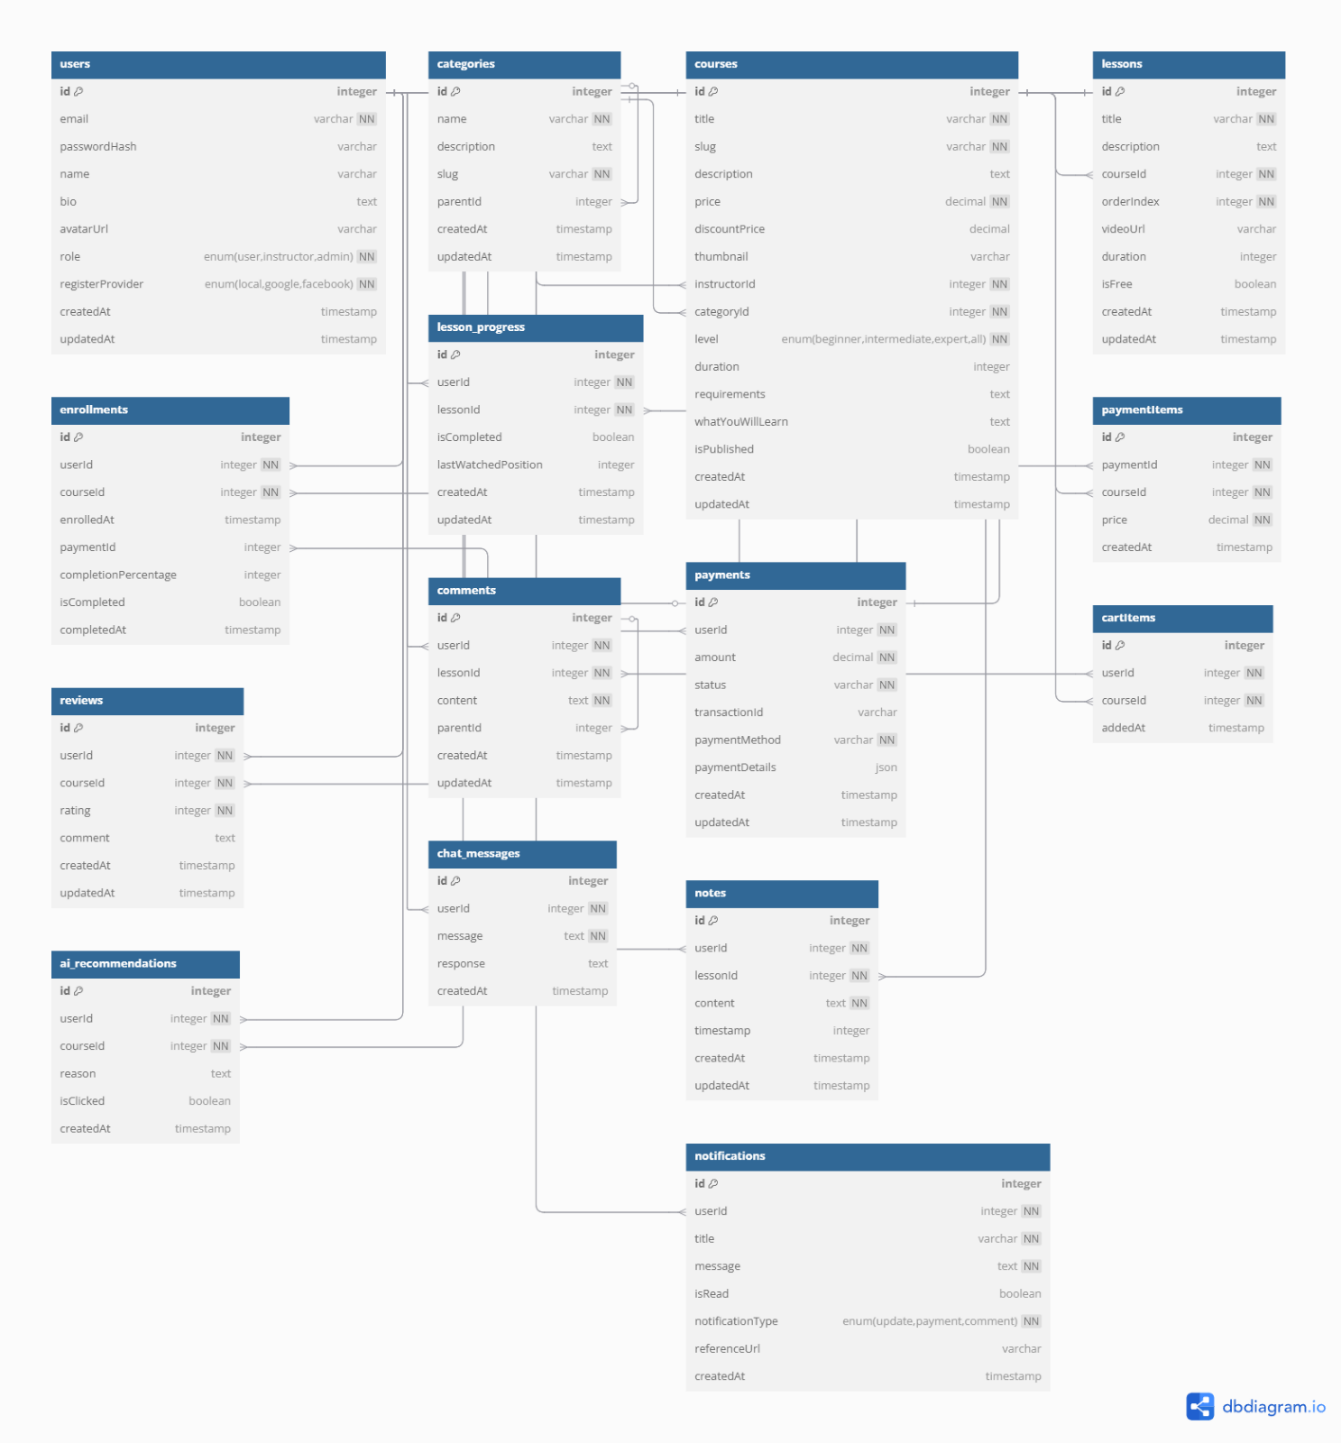 users
id integer
email varchar NN
passwordHash varchar
name varchar
bio text
avatarUrl varchar
role enum(user,instructor,admin) NN
registerProvider enum(local,google,facebook) NN
createdAt timestamp
updatedAt timestamp
categories
id integer
name varchar NN
description text
slug varchar NN
parentId integer
createdAt timestamp
updatedAt timestamp
courses
id integer
title varchar NN
slug varchar NN
description text
price decimal NN
discountPrice decimal
thumbnail varchar
instructorId integer NN
categoryId integer NN
level enum(beginner,intermediate,expert,all) NN
duration integer
requirements text
whatYouWillLearn text
isPublished boolean
createdAt timestamp
updatedAt timestamp
lessons
id integer
title varchar NN
description text
courseId integer NN
orderIndex integer NN
videoUrl varchar
duration integer
isFree boolean
createdAt timestamp
updatedAt timestamp
lesson_progress
id integer
userId integer NN
lessonId integer NN
isCompleted boolean
lastWatchedPosition integer
createdAt timestamp
updatedAt timestamp
enrollments
id integer
userId integer NN
courseId integer NN
enrolledAt timestamp
paymentId integer
completionPercentage integer
isCompleted boolean
completedAt timestamp
paymentItems
id integer
paymentId integer NN
courseId integer NN
price decimal NN
createdAt timestamp
comments
id integer
userId integer NN
lessonId integer NN
content text NN
parentId integer
createdAt timestamp
updatedAt timestamp
payments
id integer
userId integer NN
amount decimal NN
status varchar NN
transactionId varchar
paymentMethod varchar NN
paymentDetails json
createdAt timestamp
updatedAt timestamp
cartItems
id integer
userId integer NN
courseId integer NN
addedAt timestamp
reviews
id integer
userId integer NN
courseId integer NN
rating integer NN
comment text
createdAt timestamp
updatedAt timestamp
chat_messages
id integer
userId integer NN
message text NN
response text
createdAt timestamp
notes
id integer
userId integer NN
lessonId integer NN
content text NN
timestamp integer
createdAt timestamp
updatedAt timestamp
ai_recommendations
id integer
userId integer NN
courseId integer NN
reason text
isClicked boolean
createdAt timestamp
notifications
id integer
userId integer NN
title varchar NN
message text NN
isRead boolean
notificationType enum(update,payment,comment) NN
referenceUrl varchar
createdAt timestamp
dbdiagram.io